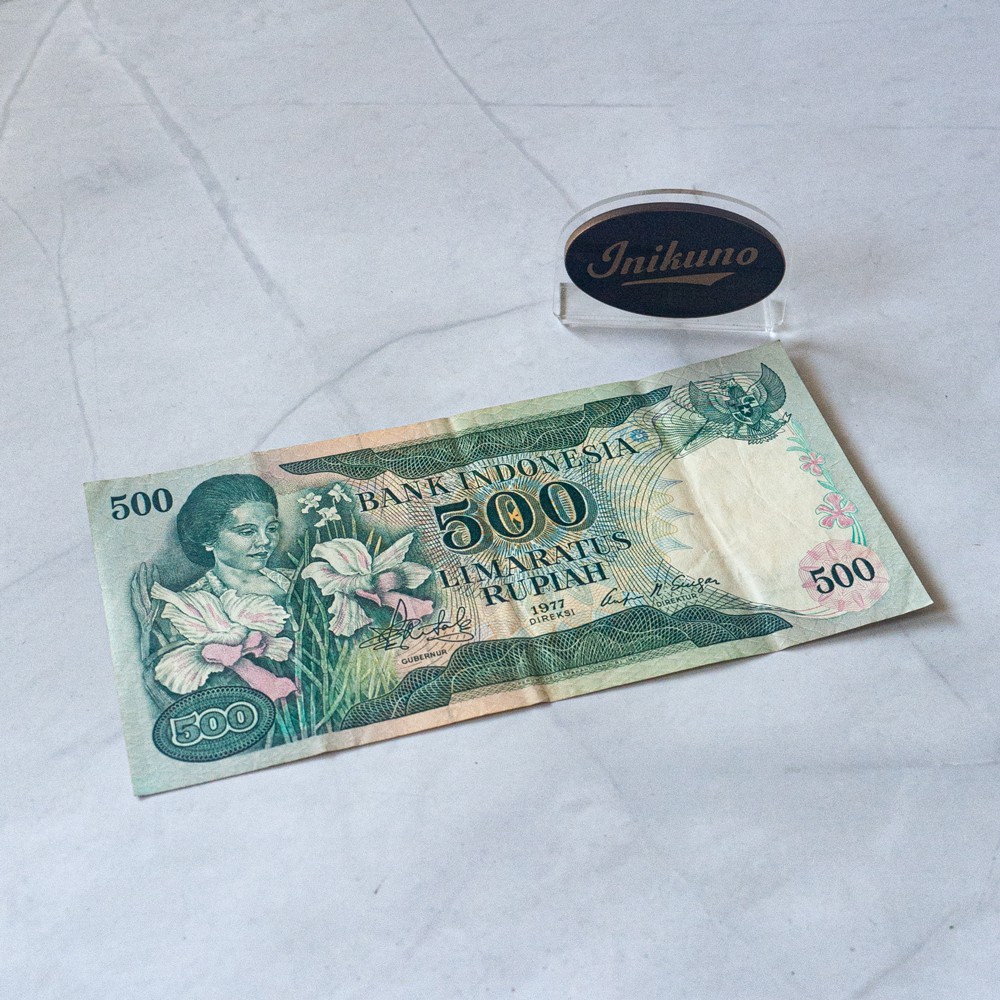 Inikuno
500
BANK INDONESIA
500
LIMARATUS
RUPIAH
1977
DIREKSI
GUBERNUR
DIREKTUR
500
500